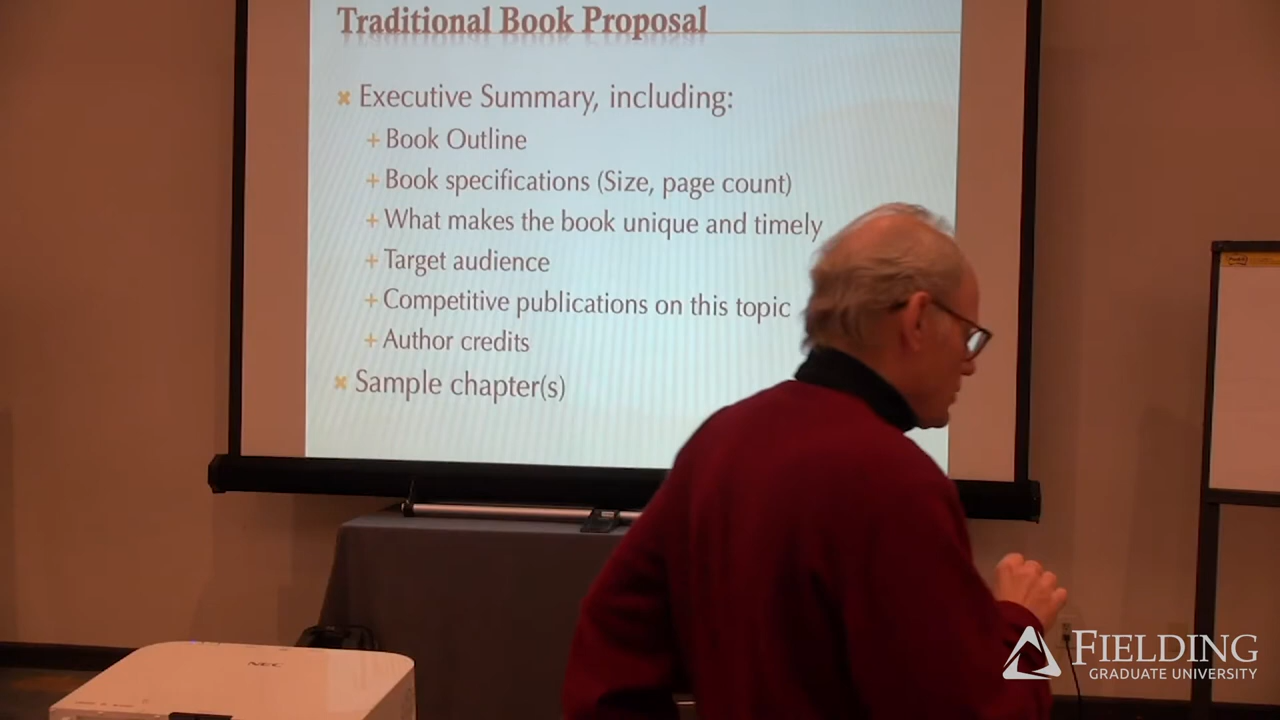 Traditional Book Proposal
Executive Summary, including:
Book Outline
Book specifications (Size, page count)
What makes the book unique and timely
Target audience
Competitive publications on this topic
Author credits
Sample chapter(s)
NEC
FIELDING
GRADUATE UNIVERSITY